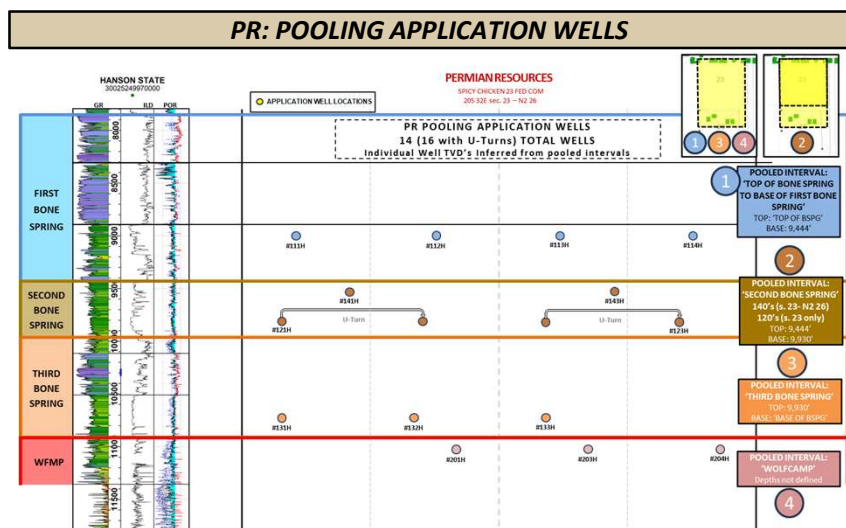 PR: POOLING APPLICATION WELLS
HANSON STATE
30025249970000
GR ILD POR
APPLICATION WELL LOCATIONS
PERMIAN RESOURCES
SPICY CHICKEN 23 FED COM
20S 32E sec. 23 – N2 26
PR POOLING APPLICATION WELLS
14 (16 with U-Turns) TOTAL WELLS
Individual Well TVD's Inferred from pooled intervals
23
23
1 3 4
2
8000
8500
9000
9500
10000
10500
11000
11500
FIRST
BONE
SPRING
#111H #112H #113H #114H
1
POOLED INTERVAL:
'TOP OF BONE SPRING
TO BASE OF FIRST BONE
SPRING'
TOP: 'TOP OF BSPG'
BASE: 9,444'
SECOND
BONE
SPRING
#141H #143H
U-Turn U-Turn
#121H #123H
2
POOLED INTERVAL:
'SECOND BONE SPRING'
140's (s. 23- N2 26)
120's (s. 23 only)
TOP: 9,444'
BASE: 9,930'
THIRD
BONE
SPRING
#131H #132H #133H
3
POOLED INTERVAL:
'THIRD BONE SPRING'
TOP: 9,930'
BASE: 'BASE OF BSPG'
WFMP
#201H #203H #204H
POOLED INTERVAL:
'WOLFCAMP'
Depths not defined
4